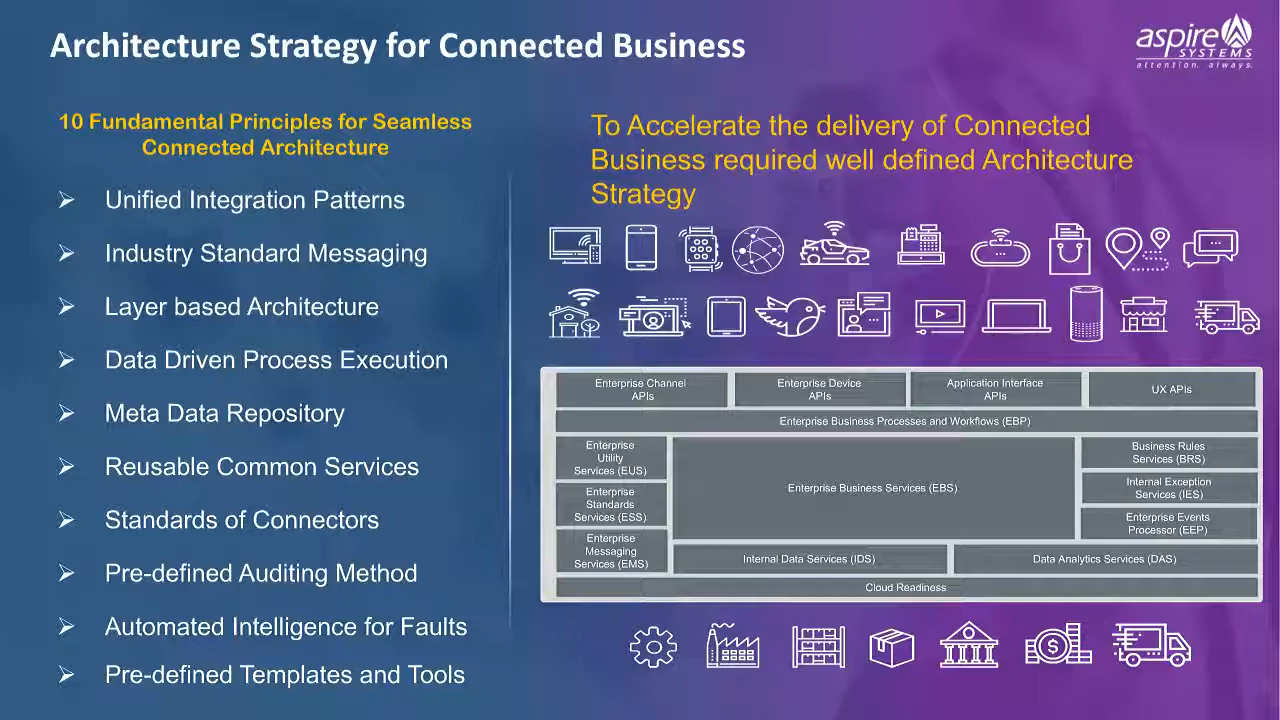 Architecture Strategy for Connected Business
aspire
SYSTEMS
attention. always.
10 Fundamental Principles for Seamless
Connected Architecture
Unified Integration Patterns
Industry Standard Messaging
Layer based Architecture
Data Driven Process Execution
Meta Data Repository
Reusable Common Services
Standards of Connectors
Pre-defined Auditing Method
Automated Intelligence for Faults
Pre-defined Templates and Tools
To Accelerate the delivery of Connected
Business required well defined Architecture
Strategy
Enterprise Channel
APIs
Enterprise Device
APIs
Application Interface
APIs
UX APIs
Enterprise Business Processes and Workflows (EBP)
Enterprise
Utility
Services (EUS)
Enterprise
Standards
Services (ESS)
Enterprise
Messaging
Services (EMS)
Enterprise Business Services (EBS)
Business Rules
Services (BRS)
Internal Exception
Services (IES)
Enterprise Events
Processor (EEP)
Internal Data Services (IDS)
Data Analytics Services (DAS)
Cloud Readiness